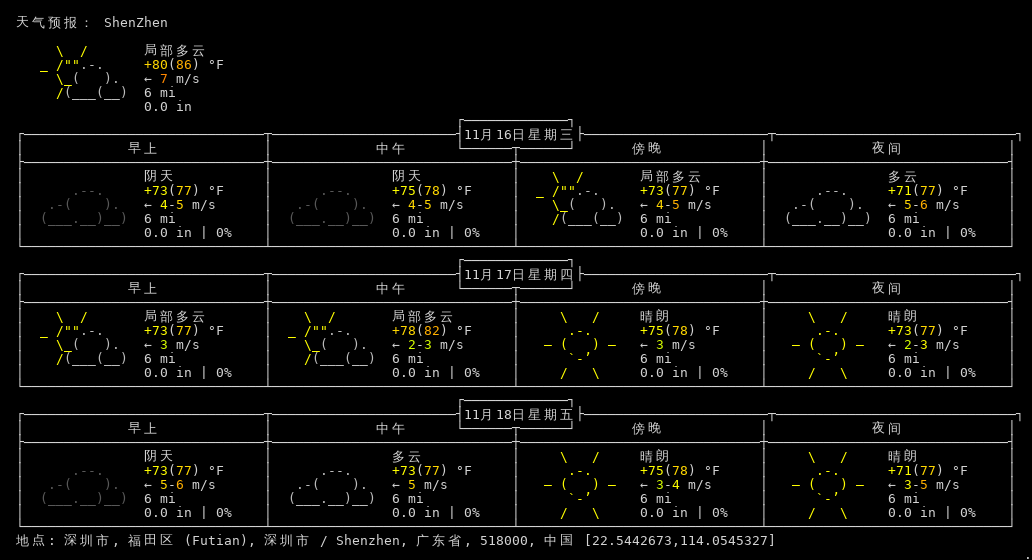 天气预报： ShenZhen
局部多云
+80(86) °F
← 7 m/s
6 mi
0.0 in
11月16日星期三
早上 中午 傍晚 夜间
阴天 阴天 局部多云 多云
+73(77) °F +75(78) °F +73(77) °F +71(77) °F
← 4-5 m/s ← 4-5 m/s ← 4-5 m/s ← 5-6 m/s
6 mi 6 mi 6 mi 6 mi
0.0 in | 0% 0.0 in | 0% 0.0 in | 0% 0.0 in | 0%
11月17日星期四
早上 中午 傍晚 夜间
局部多云 局部多云 晴朗 晴朗
+73(77) °F +78(82) °F +75(78) °F +73(77) °F
← 3 m/s ← 2-3 m/s ← 3 m/s ← 2-3 m/s
6 mi 6 mi 6 mi 6 mi
0.0 in | 0% 0.0 in | 0% 0.0 in | 0% 0.0 in | 0%
11月18日星期五
早上 中午 傍晚 夜间
阴天 多云 晴朗 晴朗
+73(77) °F +73(77) °F +75(78) °F +71(77) °F
← 5-6 m/s ← 5 m/s ← 3-4 m/s ← 3-5 m/s
6 mi 6 mi 6 mi 6 mi
0.0 in | 0% 0.0 in | 0% 0.0 in | 0% 0.0 in | 0%
地点: 深圳市, 福田区 (Futian), 深圳市 / Shenzhen, 广东省, 518000, 中国 [22.5442673,114.0545327]